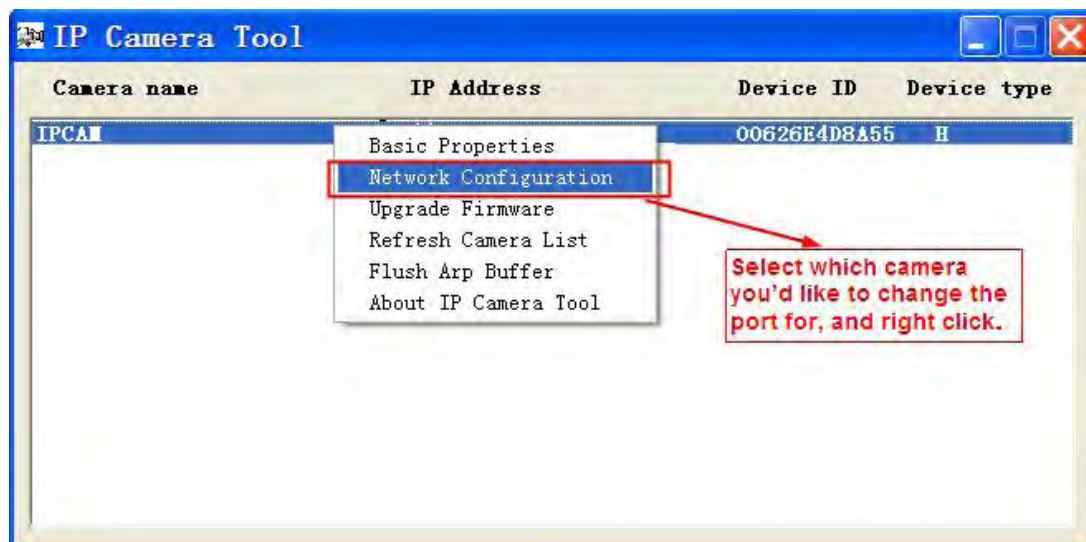 IP Camera Tool
Camera name IP Address Device ID Device type
IPCAM 00626E4D8A55 H
Basic Properties
Network Configuration
Upgrade Firmware
Refresh Camera List
Flush Arp Buffer
About IP Camera Tool
Select which camera
you'd like to change the
port for, and right click.